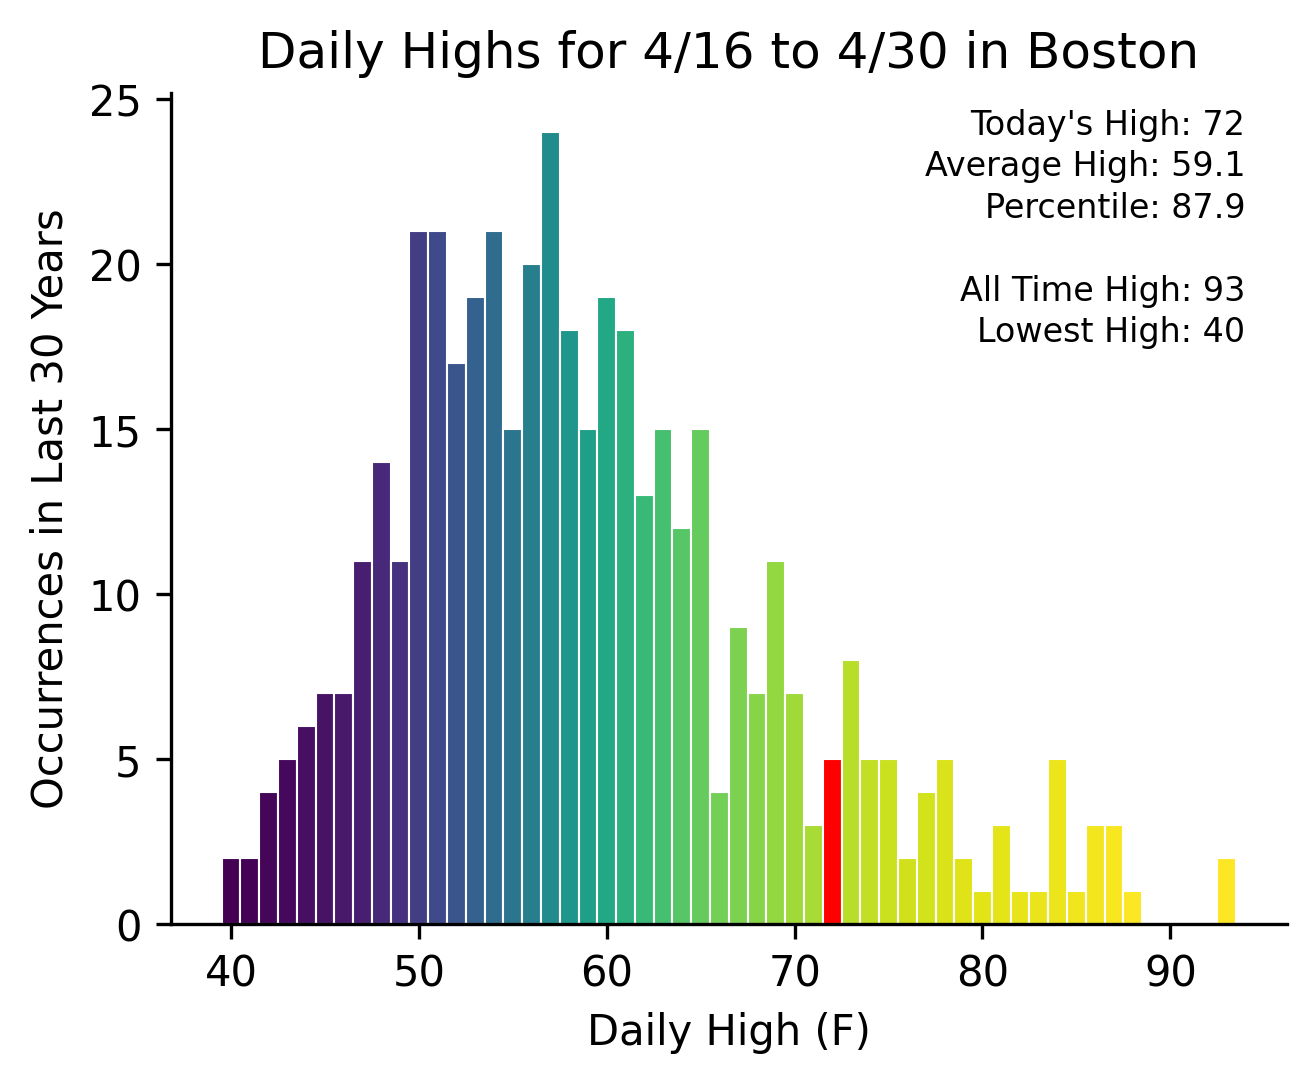 Daily Highs for 4/16 to 4/30 in Boston
Today's High: 72
Average High: 59.1
Percentile: 87.9
All Time High: 93
Lowest High: 40
Occurrences in Last 30 Years
25
20
15
10
5
0
40 50 60 70 80 90
Daily High (F)